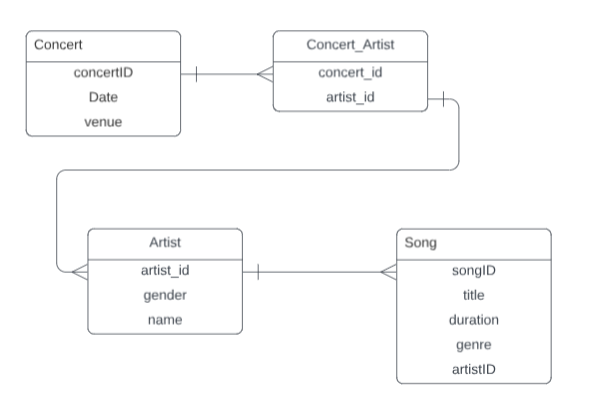 Concert
concertID
Date
venue
Concert_Artist
concert_id
artist_id
Artist
artist_id
gender
name
Song
songID
title
duration
genre
artistID